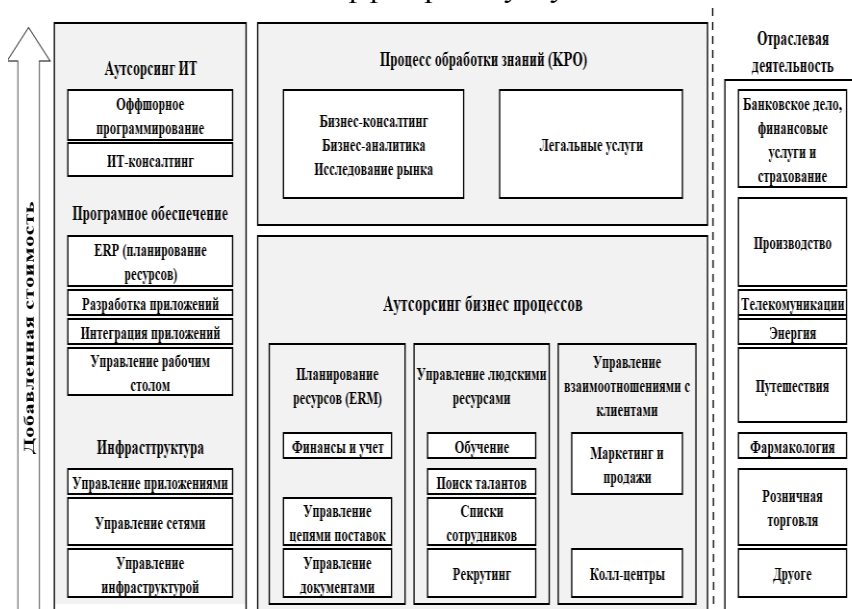 Добавленная стоимость
Аутсорсинг ИТ
Оффшорное
программирование
ИТ-консалтинг
Програмное обеспечение
ERP (планирование
ресурсов)
Разработка приложений
Интеграция приложений
Управление рабочим
столом
Инфрасттруктура
Управление приложениями
Управление сетями
Управление
инфраструктурой
Процесс обработки знаний (KPO)
Бизнес-консалтинг
Бизнес-аналитика
Исследование рынка
Легальные услуги
Аутсорсинг бизнес процессов
Планирование
ресурсов (ERM)
Финансы и учет
Управление
цепями поставок
Управление
документами
Управление людскими
ресурсами
Обучение
Поиск талантов
Списки
сотрудников
Рекрутинг
Управление
взаимоотношениями с
клиентами
Маркетинг и
продажи
Колл-центры
Отраслевая
деятельность
Банковское дело,
финансовые
услуги и
страхование
Производство
Телекомуникации
Энергия
Путешествия
Фармакология
Розничная
торговля
Друоге